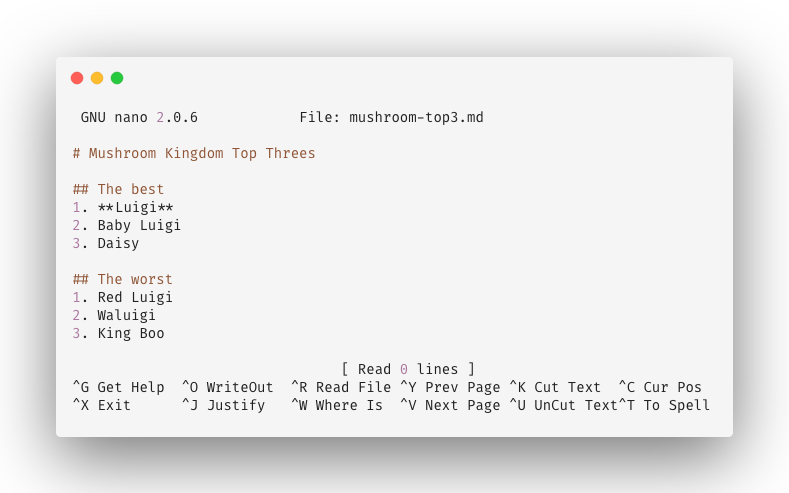 GNU nano 2.0.6            File: mushroom-top3.md
# Mushroom Kingdom Top Threes
## The best
1. **Luigi**
2. Baby Luigi
3. Daisy
## The worst
1. Red Luigi
2. Waluigi
3. King Boo
[ Read 0 lines ]
^G Get Help  ^O WriteOut  ^R Read File ^Y Prev Page ^K Cut Text  ^C Cur Pos
^X Exit      ^J Justify   ^W Where Is  ^V Next Page ^U UnCut Text^T To Spell